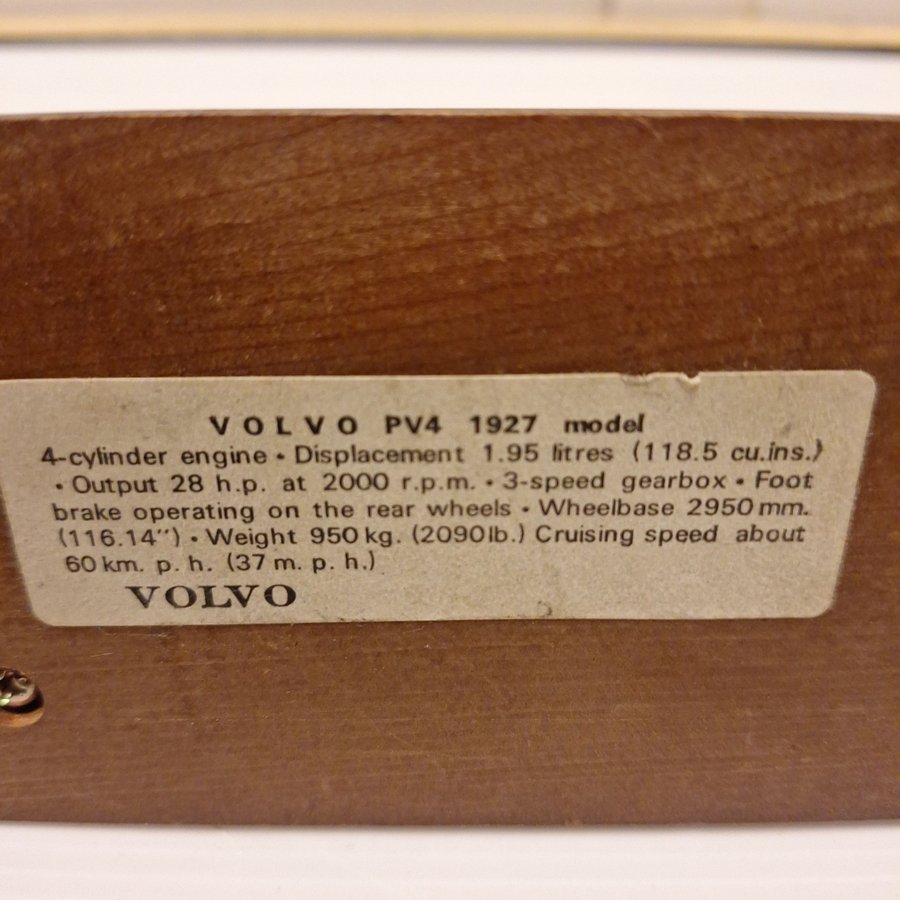 VOLVO PV4 1927 model
4-cylinder engine • Displacement 1.95 litres (118.5 cu.ins.)
• Output 28 h.p. at 2000 r.p.m. • 3-speed gearbox • Foot
brake operating on the rear wheels • Wheelbase 2950 mm.
(116.14″) • Weight 950 kg. (2090 lb.) Cruising speed about
60 km. p. h. (37 m. p. h.)
VOLVO